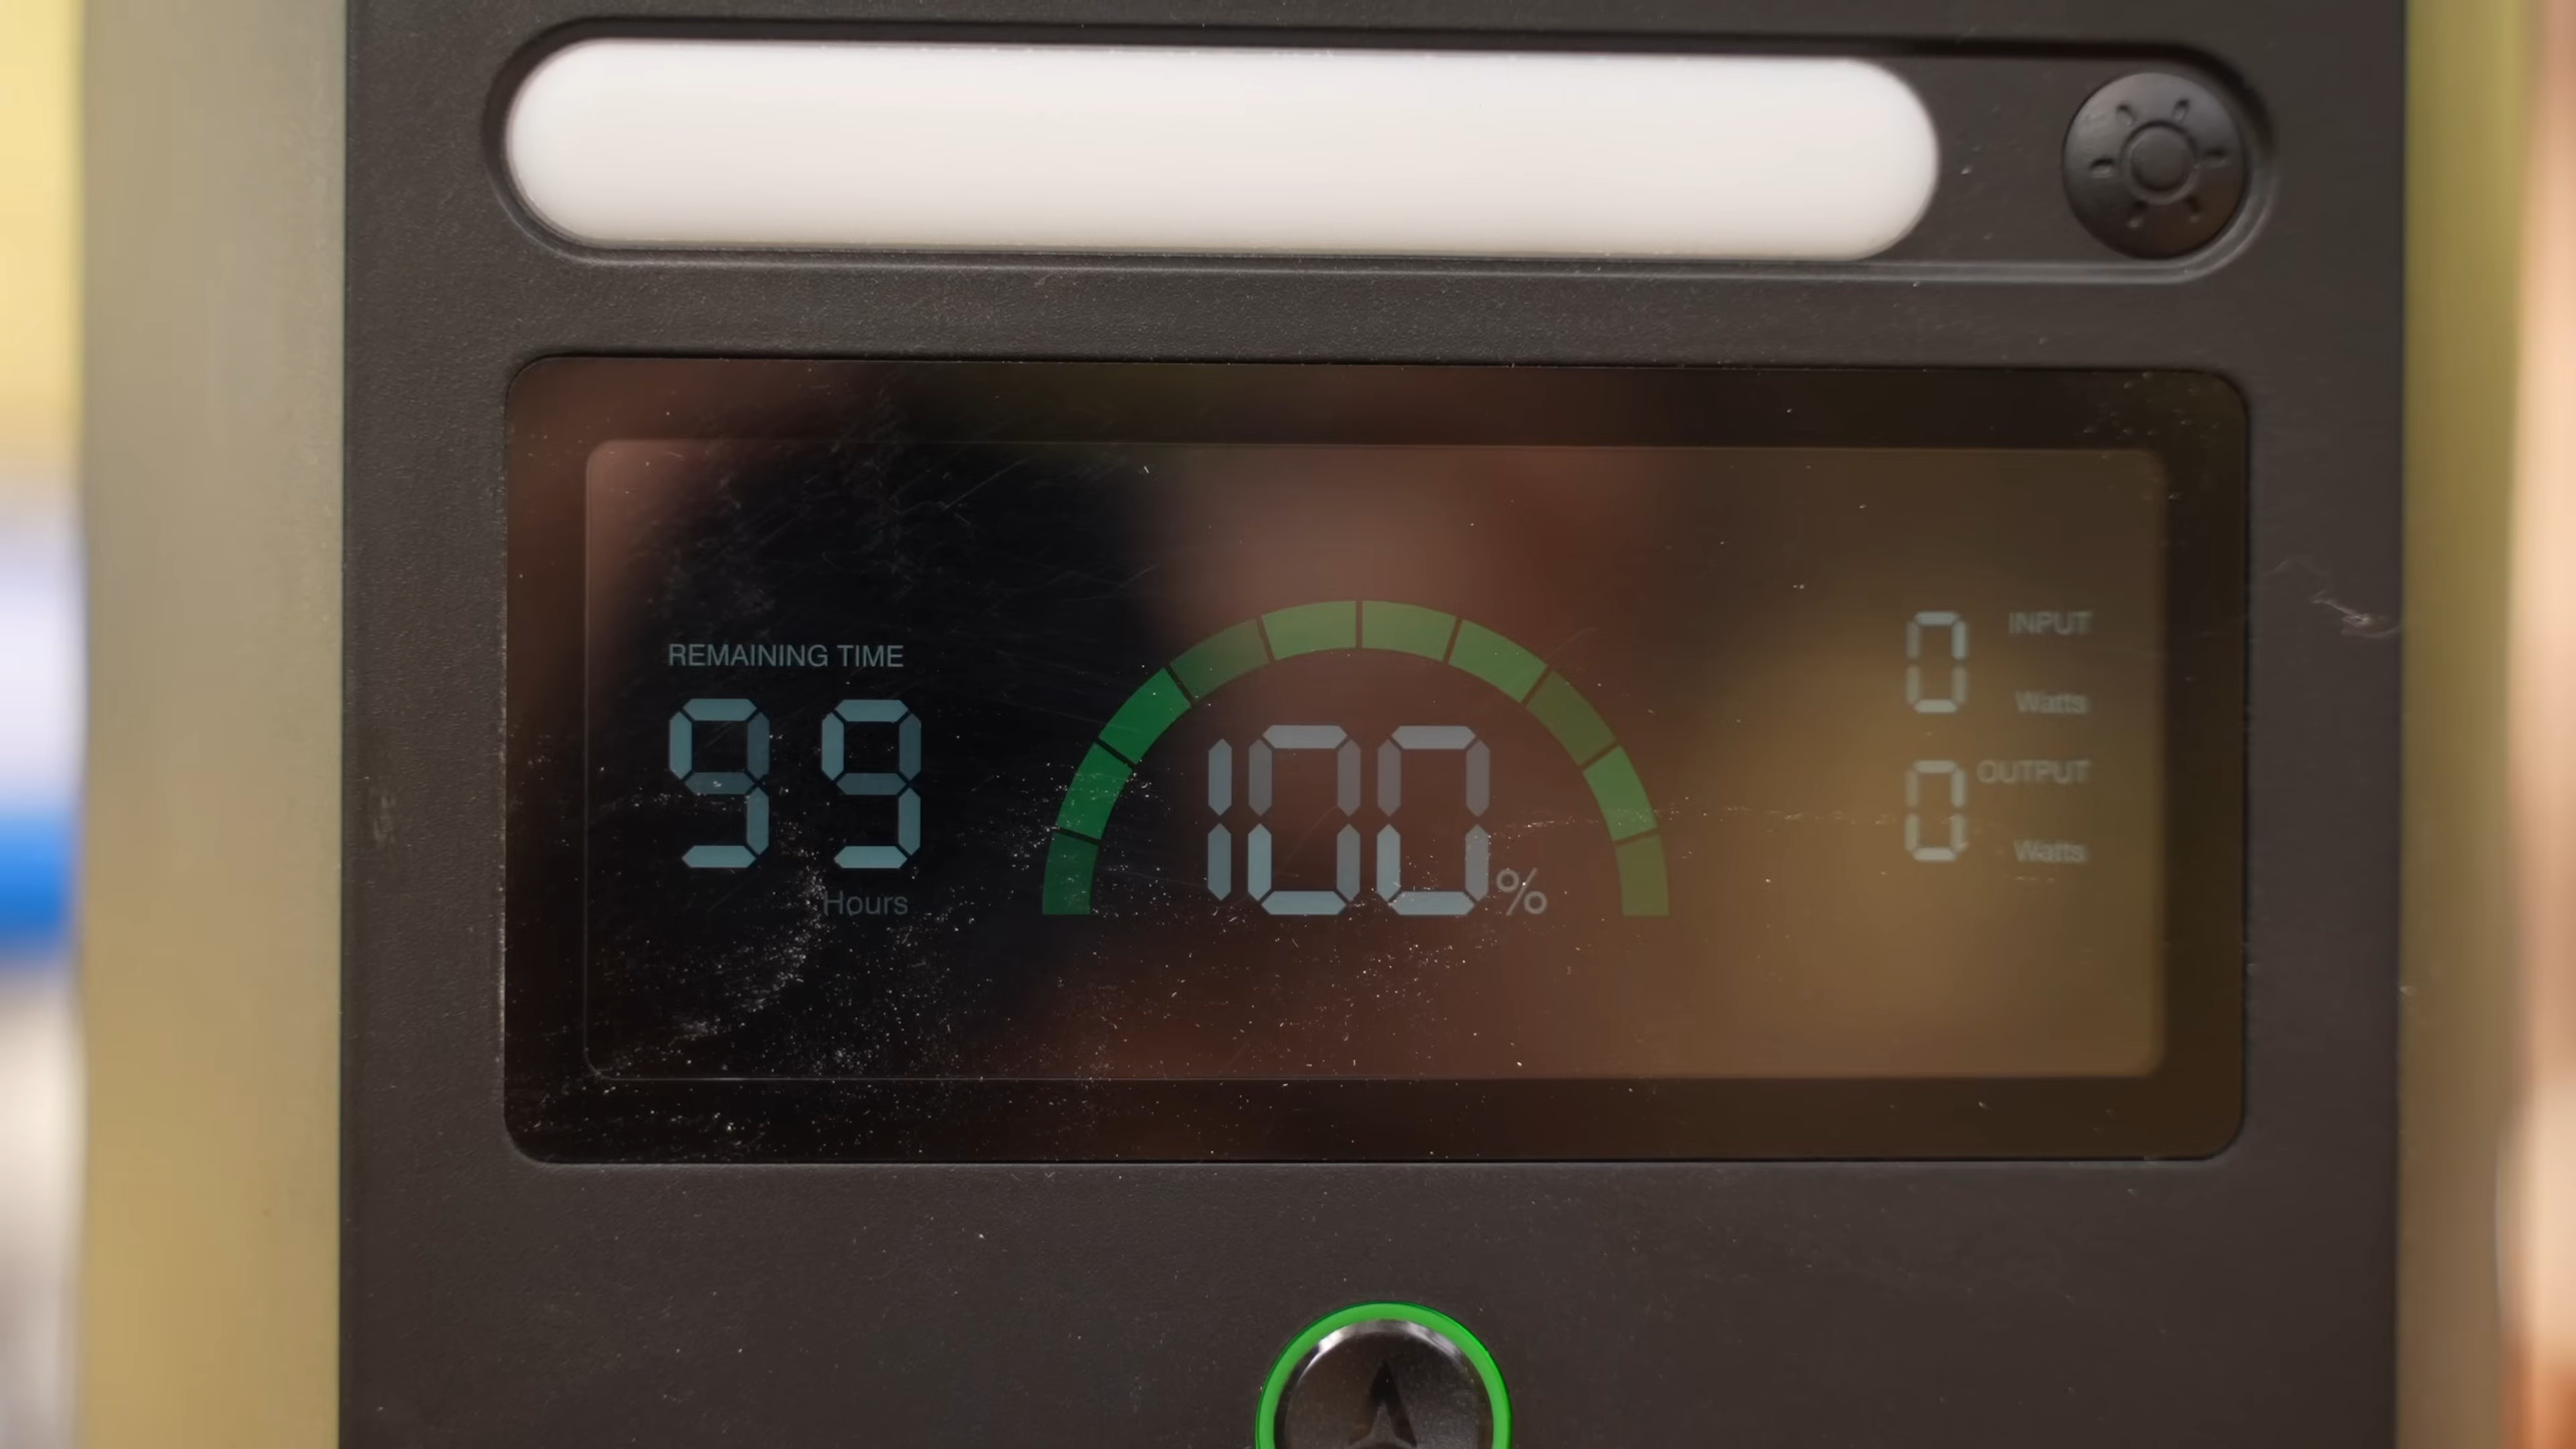 REMAINING TIME
99
Hours
100%
0 INPUT
Watts
0 OUTPUT
Watts